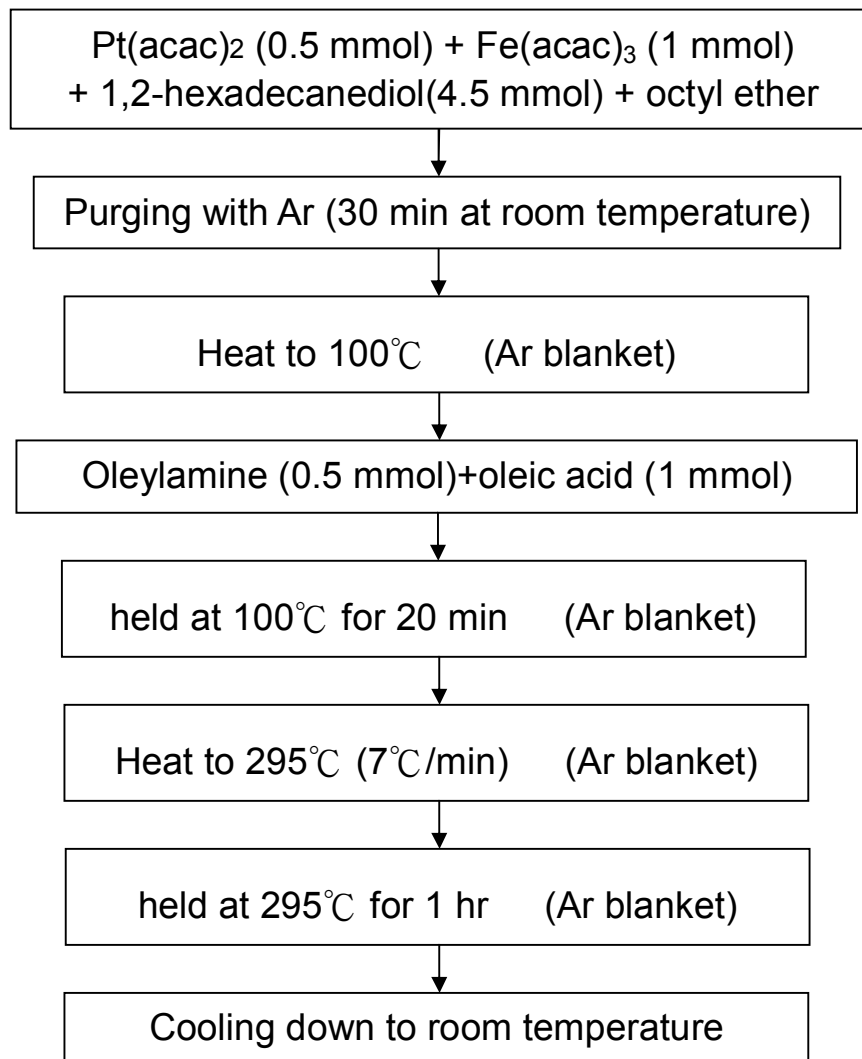 Pt(acac)₂ (0.5 mmol) + Fe(acac)₃ (1 mmol)
+ 1,2-hexadecanediol(4.5 mmol) + octyl ether
Purging with Ar (30 min at room temperature)
Heat to 100℃ (Ar blanket)
Oleylamine (0.5 mmol)+oleic acid (1 mmol)
held at 100℃ for 20 min (Ar blanket)
Heat to 295℃ (7℃/min) (Ar blanket)
held at 295℃ for 1 hr (Ar blanket)
Cooling down to room temperature